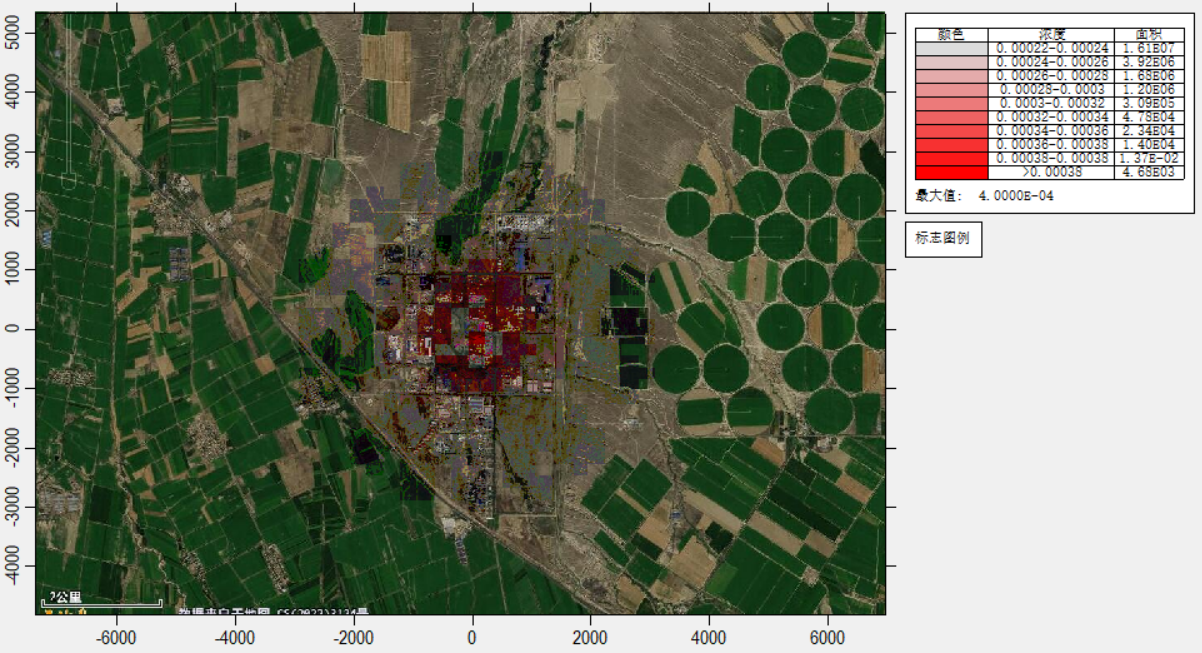 颜色 浓度 面积
0.00022-0.00024 1.61E07
0.00024-0.00026 3.92E06
0.00026-0.00028 1.68E06
0.00028-0.0003 1.20E06
0.0003-0.00032 3.09E05
0.00032-0.00034 4.78E04
0.00034-0.00036 2.34E04
0.00036-0.00038 1.40E04
0.00038-0.00038 1.37E-02
>0.00038 4.68E03
最大值: 4.0000E-04
标志图例
5000
4000
3000
2000
1000
0
-1000
-2000
-3000
-4000
2公里
-6000 -4000 -2000 0 2000 4000 6000